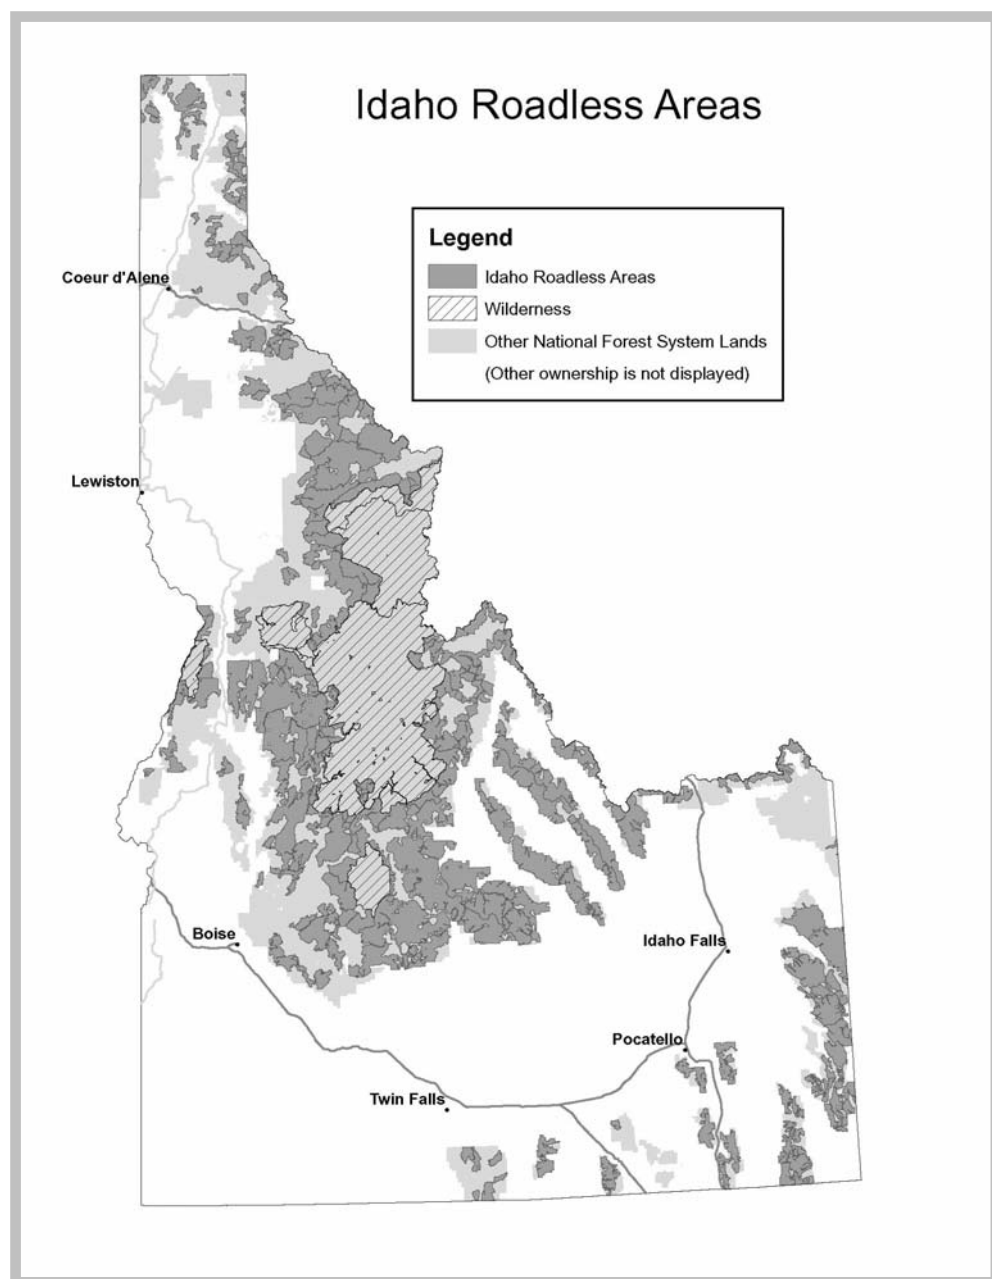 Idaho Roadless Areas
Legend
Idaho Roadless Areas
Wilderness
Other National Forest System Lands
(Other ownership is not displayed)
Coeur d'Alene
Lewiston
Boise
Idaho Falls
Pocatello
Twin Falls